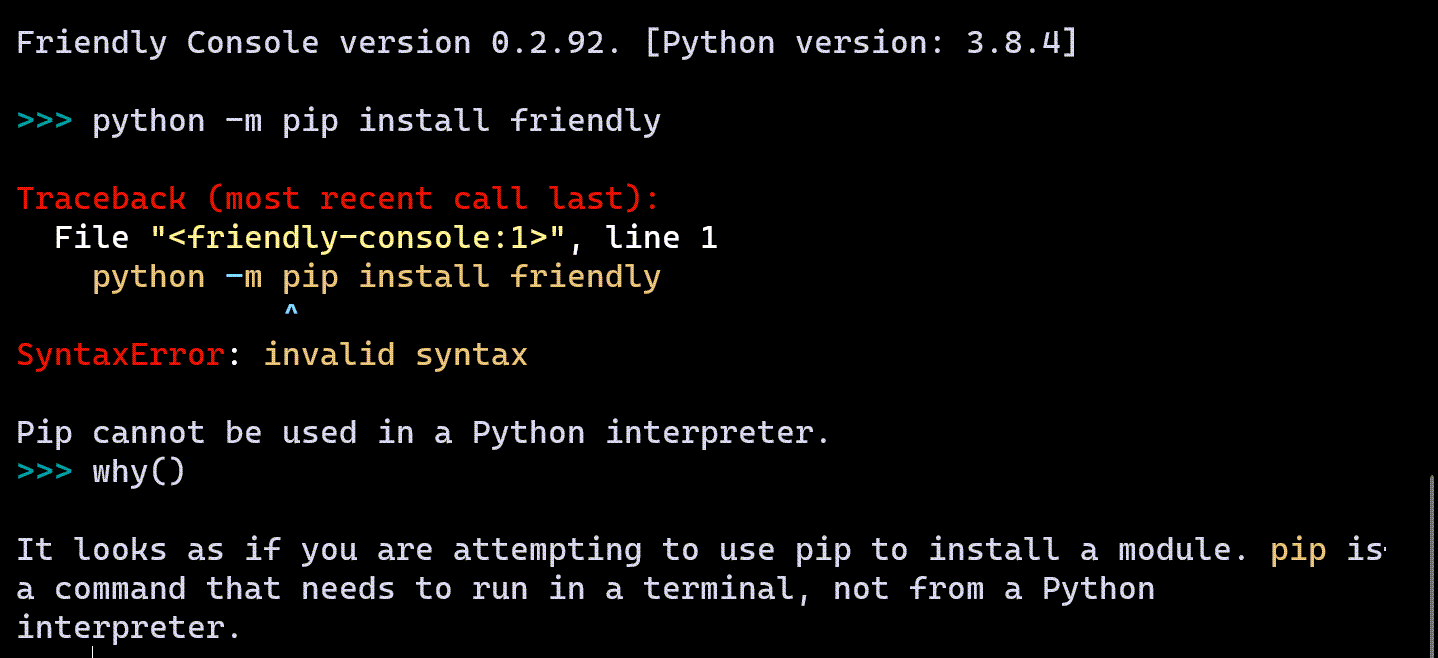 Friendly Console version 0.2.92. [Python version: 3.8.4]
>>> python -m pip install friendly
Traceback (most recent call last):
  File "<friendly-console:1>", line 1
    python -m pip install friendly
              ^
SyntaxError: invalid syntax
Pip cannot be used in a Python interpreter.
>>> why()
It looks as if you are attempting to use pip to install a module. pip is
a command that needs to run in a terminal, not from a Python
interpreter.